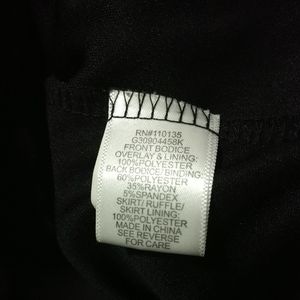 RN#110135
G30904458K
FRONT BODICE
OVERLAY & LINING:
100%POLYESTER
BACK BODICE/BINDING:
60%POLYESTER
35%RAYON
5%SPANDEX
SKIRT/ RUFFLE/
SKIRT LINING:
100%POLYESTER
MADE IN CHINA
SEE REVERSE
FOR CARE